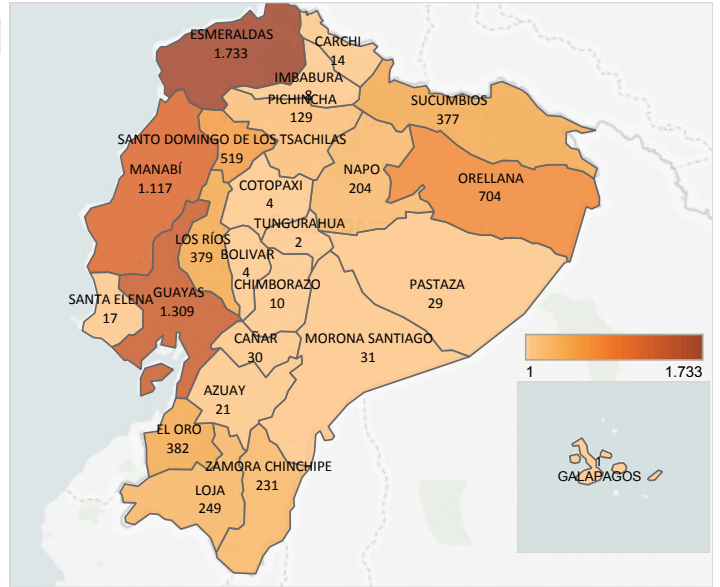 ESMERALDAS
1.733
CARCHI
14
IMBABURA
8
PICHINCHA
129
SUCUMBIOS
377
SANTO DOMINGO DE LOS TSACHILAS
519
MANABÍ
1.117
NAPO
204
ORELLANA
704
COTOPAXI
4
TUNGURAHUA
2
LOS RÍOS
379
BOLIVAR
4
CHIMBORAZO
10
PASTAZA
29
SANTA ELENA
17
GUAYAS
1.309
CAÑAR
30
MORONA SANTIAGO
31
AZUAY
21
EL ORO
382
ZAMORA CHINCHIPE
231
LOJA
249
1
1.733
1
GALAPAGOS